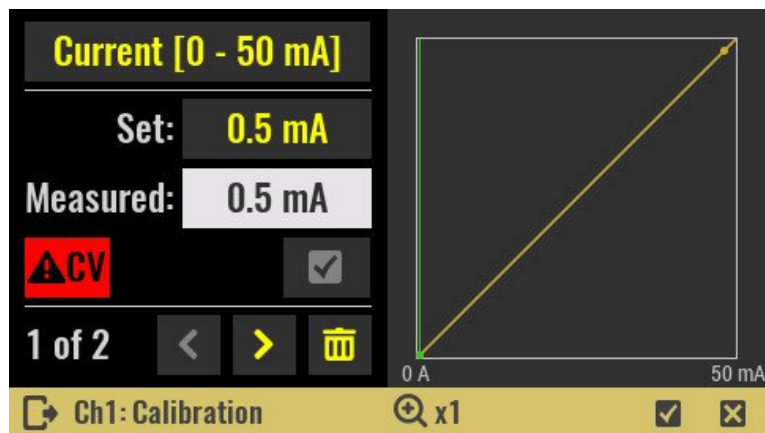 Current [0 - 50 mA]
Set: 0.5 mA
Measured: 0.5 mA
CV
1 of 2
0 A 50 mA
Ch1: Calibration x1